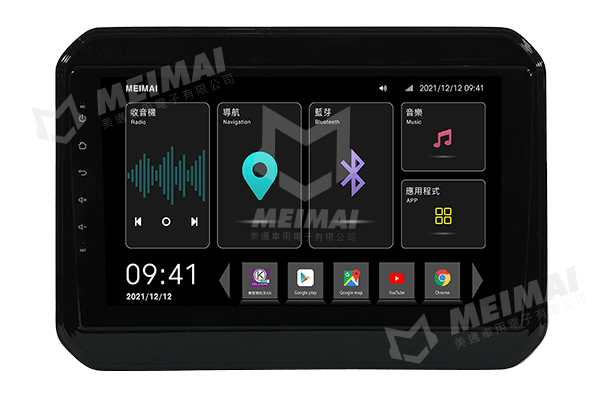 MEIMAI
2021/12/12 09:41
收音機
Radio
導航
Navigation
藍芽
Bluetooth
音樂
Music
應用程式
APP
09:41
2021/12/12
Google play
Google map
YouTube
Chrome
MEIMAI
美邁車用電子有限公司
MEIMAI
美邁車用電子有限公司
MEIMAI
美邁車用電子有限公司